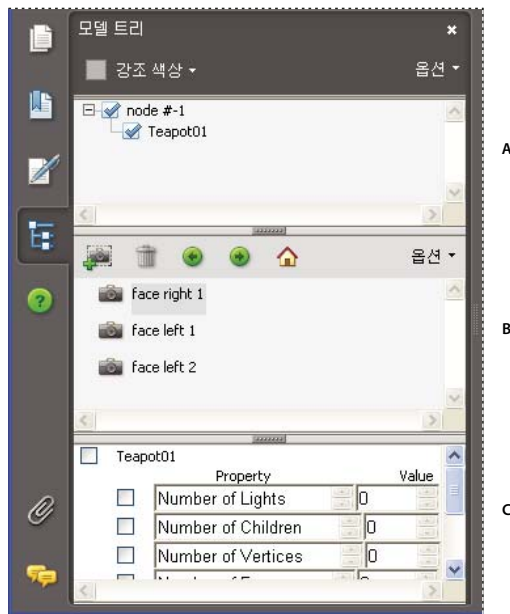 모델 트리
강조 색상 옵션
node #-1
Teapot01
A
옵션
face right 1
face left 1
face left 2
B
Teapot01
Property Value
Number of Lights 0
Number of Children 0
Number of Vertices 0
C